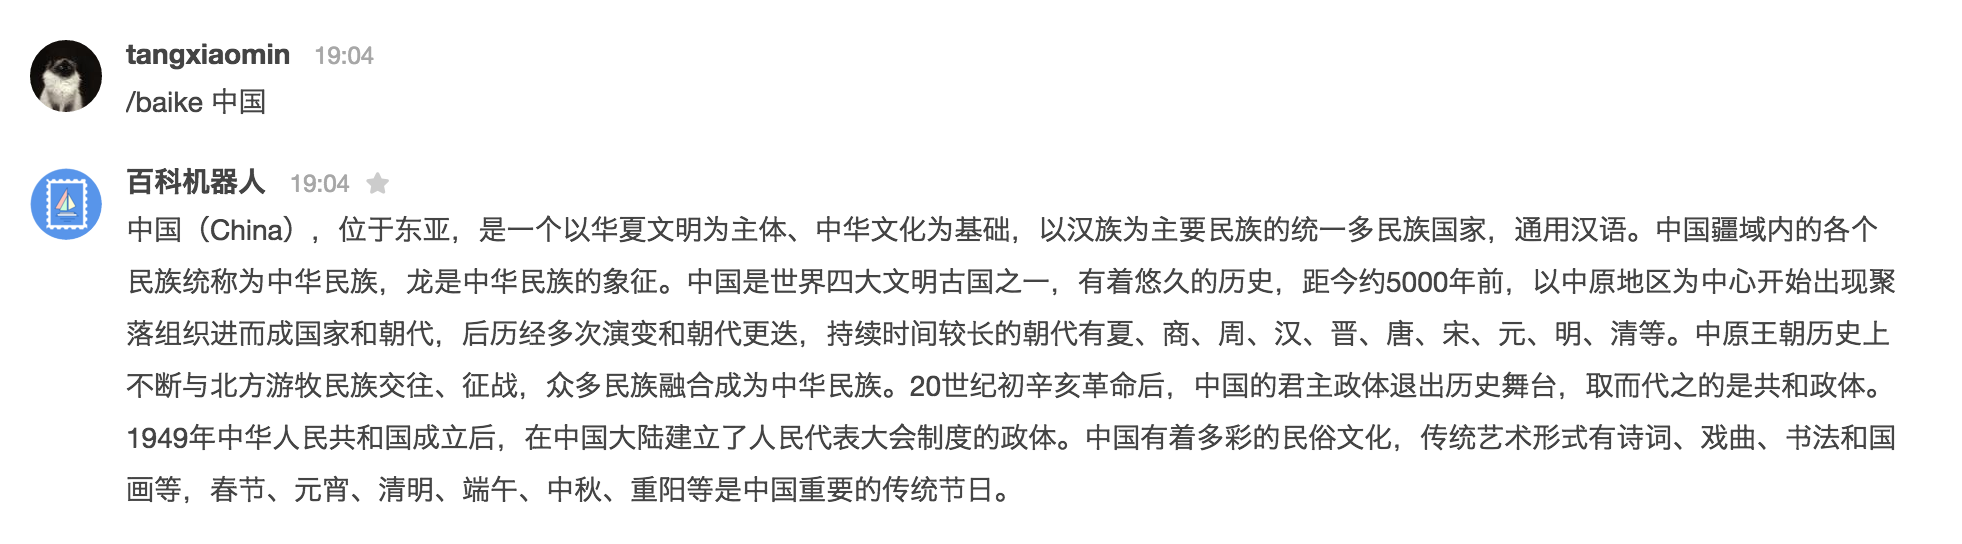 tangxiaomin 19:04
/baike 中国
百科机器人 19:04
中国（China），位于东亚，是一个以华夏文明为主体、中华文化为基础，以汉族为主要民族的统一多民族国家，通用汉语。中国疆域内的各个
民族统称为中华民族，龙是中华民族的象征。中国是世界四大文明古国之一，有着悠久的历史，距今约5000年前，以中原地区为中心开始出现聚
落组织进而成国家和朝代，后历经多次演变和朝代更迭，持续时间较长的朝代有夏、商、周、汉、晋、唐、宋、元、明、清等。中原王朝历史上
不断与北方游牧民族交往、征战，众多民族融合成为中华民族。20世纪初辛亥革命后，中国的君主政体退出历史舞台，取而代之的是共和政体。
1949年中华人民共和国成立后，在中国大陆建立了人民代表大会制度的政体。中国有着多彩的民俗文化，传统艺术形式有诗词、戏曲、书法和国
画等，春节、元宵、清明、端午、中秋、重阳等是中国重要的传统节日。